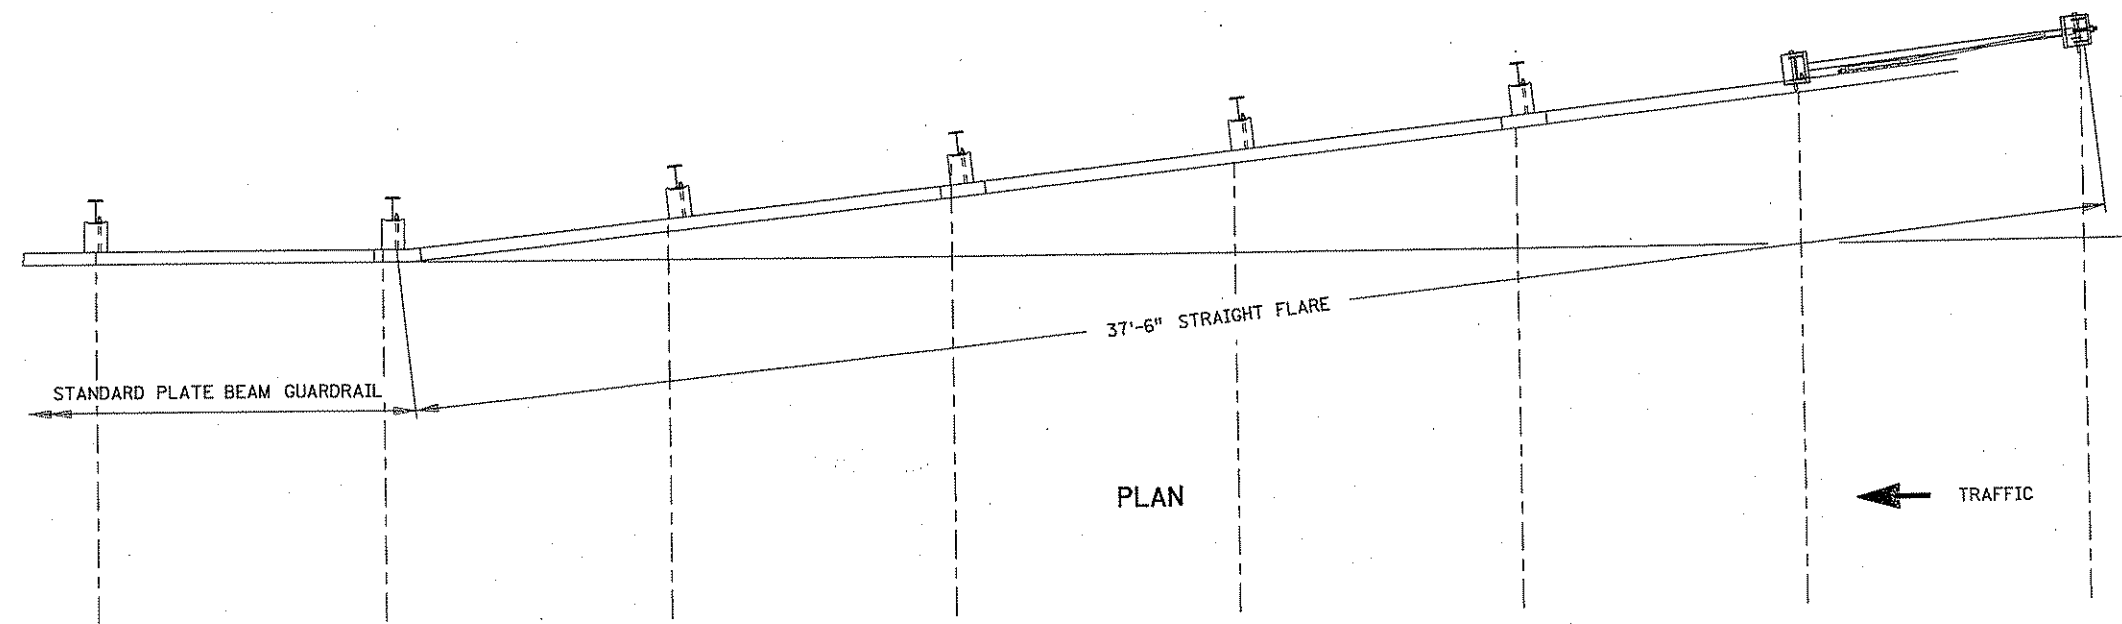 37'-6" STRAIGHT FLARE
STANDARD PLATE BEAM GUARDRAIL
PLAN
TRAFFIC